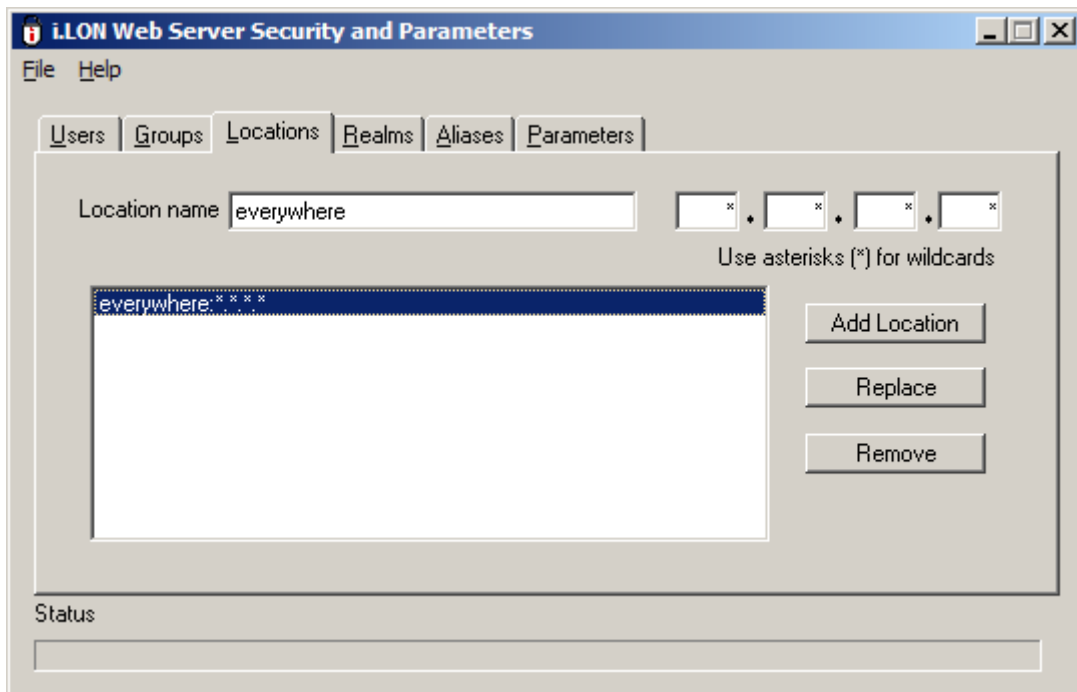 i.LON Web Server Security and Parameters
File Help
Users Groups Locations Realms Aliases Parameters
Location name everywhere * . * . * . *
Use asterisks (*) for wildcards
everywhere:*.*.*.*
Add Location
Replace
Remove
Status